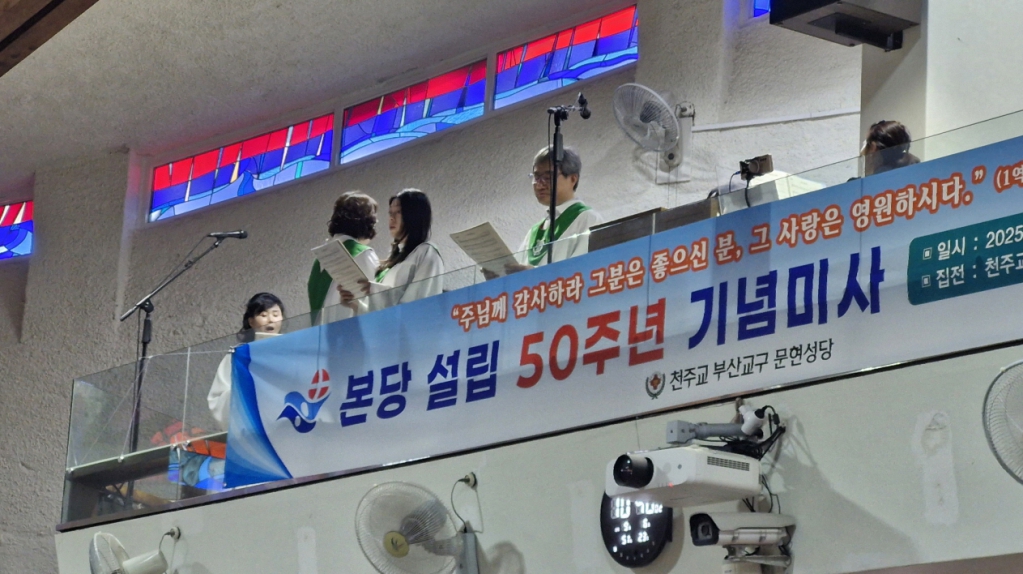 “주님께 감사하라 그분은 좋으신 분, 그 사랑은 영원하시다.” (1역
본당 설립 50주년 기념미사
일시 : 2025
집전 : 천주교
천주교 부산교구 문현성당